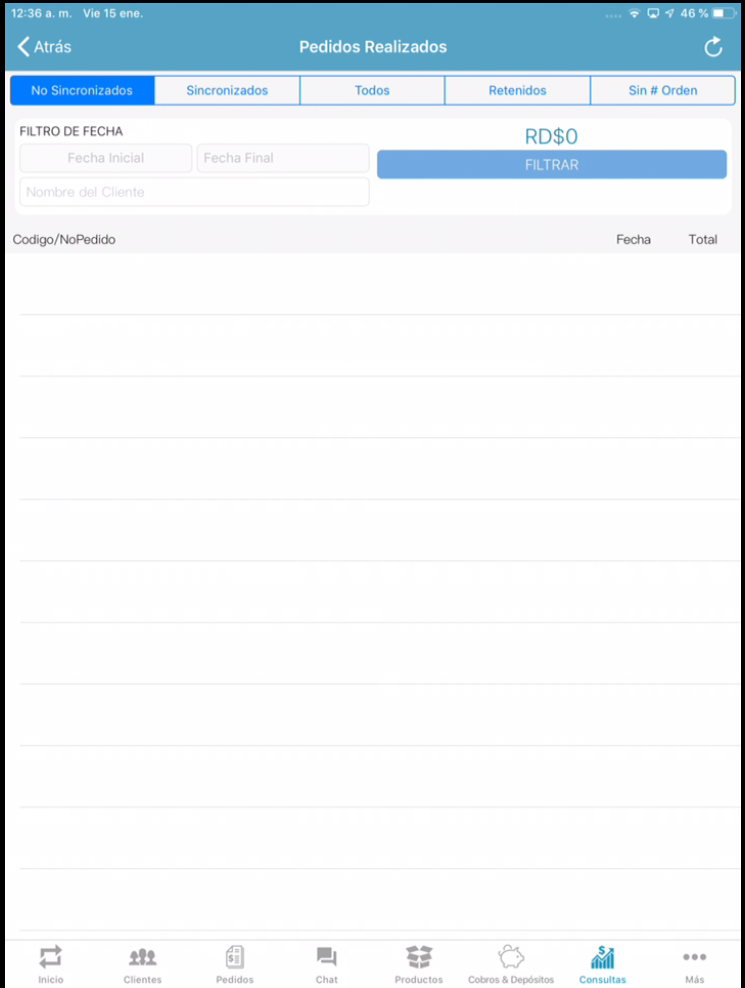 12:36 a. m. Vie 15 ene. 46 %
Atrás Pedidos Realizados
No Sincronizados Sincronizados Todos Retenidos Sin # Orden
FILTRO DE FECHA RD$0
Fecha Inicial Fecha Final FILTRAR
Nombre del Cliente
Codigo/NoPedido Fecha Total
Inicio Clientes Pedidos Chat Productos Cobros & Depósitos Consultas Más